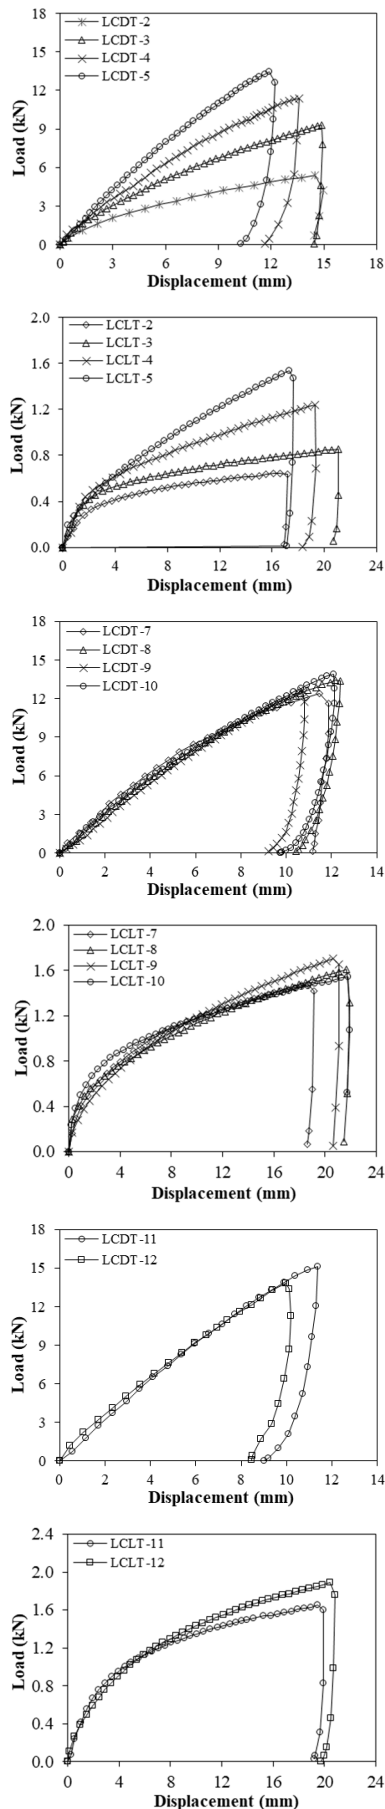 18
15
12
9
6
3
0
Load (kN)
LCDT-2
LCDT-3
LCDT-4
LCDT-5
0 3 6 9 12 15 18
Displacement (mm)
2.0
1.6
1.2
0.8
0.4
0.0
Load (kN)
LCLT-2
LCLT-3
LCLT-4
LCLT-5
0 4 8 12 16 20 24
Displacement (mm)
18
15
12
9
6
3
0
Load (kN)
LCDT-7
LCDT-8
LCDT-9
LCDT-10
0 2 4 6 8 10 12 14
Displacement (mm)
2.0
1.6
1.2
0.8
0.4
0.0
Load (kN)
LCLT-7
LCLT-8
LCLT-9
LCLT-10
0 4 8 12 16 20 24
Displacement (mm)
18
15
12
9
6
3
0
Load (kN)
LCDT-11
LCDT-12
0 2 4 6 8 10 12 14
Displacement (mm)
2.4
2.0
1.6
1.2
0.8
0.4
0.0
Load (kN)
LCLT-11
LCLT-12
0 4 8 12 16 20 24
Displacement (mm)